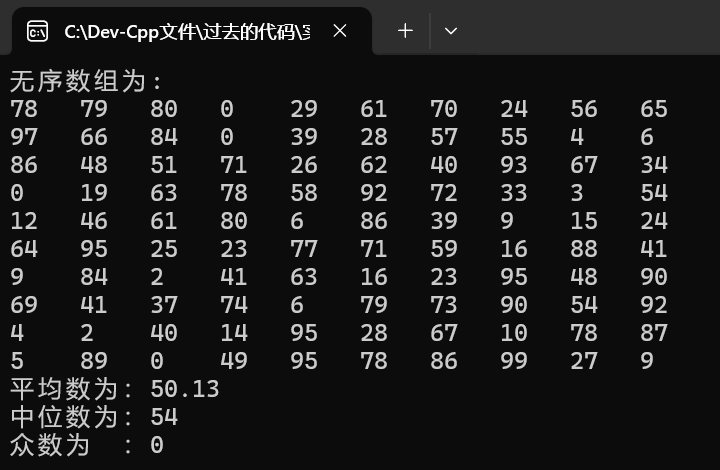 C:\Dev-Cpp文件\过去的代码\
无序数组为:
78 79 80 0 29 61 70 24 56 65
97 66 84 0 39 28 57 55 4 6
86 48 51 71 26 62 40 93 67 34
0 19 63 78 58 92 72 33 3 54
12 46 61 80 6 86 39 9 15 24
64 95 25 23 77 71 59 16 88 41
9 84 2 41 63 16 23 95 48 90
69 41 37 74 6 79 73 90 54 92
4 2 40 14 95 28 67 10 78 87
5 89 0 49 95 78 86 99 27 9
平均数为: 50.13
中位数为: 54
众数为 : 0